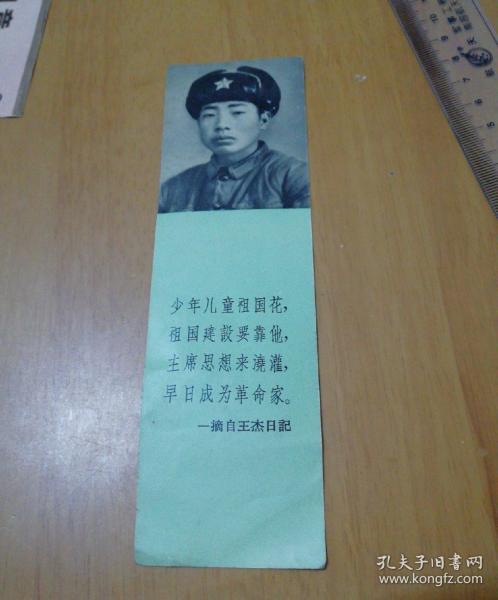 少年儿童祖国花，
祖国建設要靠他，
主席思想来澆灌，
早日成为革命家。
—摘自王杰日記
孔夫子旧书网
www.kongfz.com